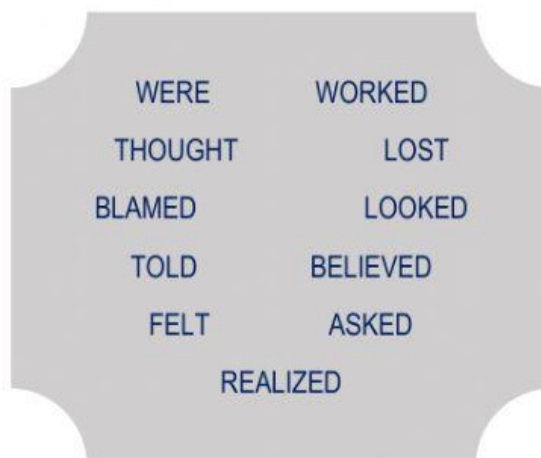 WERE WORKED
THOUGHT LOST
BLAMED LOOKED
TOLD BELIEVED
FELT ASKED
REALIZED